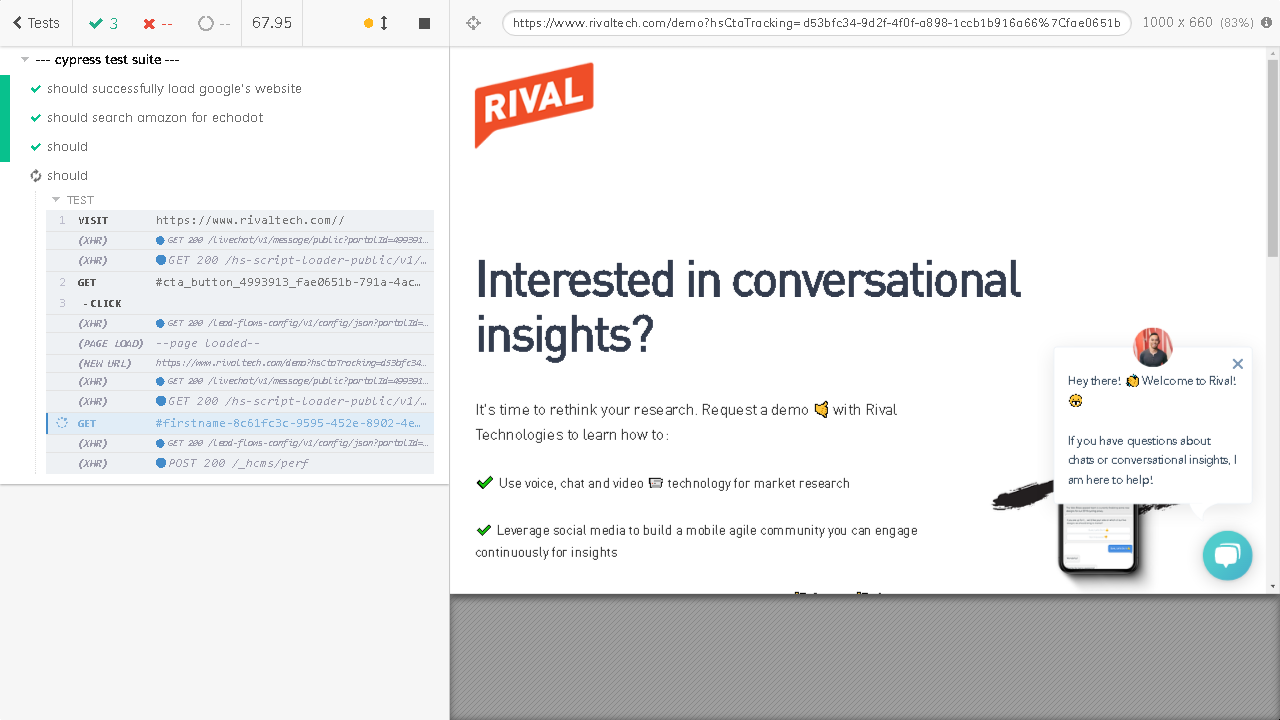 Tests
3
--
--
67.95
https://www.rivaltech.com/demo?hsCtaTracking=d53bfc34-9d2f-4f0f-a898-1ccb1b916a66%7Cfae0651b
1000 x 660 (83%)
--- cypress test suite ---
should successfully load google's website
should search amazon for echodot
should
should
TEST
1 VISIT https://www.rivaltech.com//
(XHR) GET 200 /livechat/v1/message/public?portalId=499391...
(XHR) GET 200 /hs-script-loader-public/v1/...
2 GET #cta_button_4993913_fae0651b-791a-4ac...
3 -CLICK
(XHR) GET 200 /lead-flows-config/v1/config/json?portalId=...
(PAGE LOAD) --page loaded--
(NEW URL) https://www.rivaltech.com/demo?hsCtaTracking=d53bfc34...
(XHR) GET 200 /livechat/v1/message/public?portalId=499391...
(XHR) GET 200 /hs-script-loader-public/v1/...
GET #firstname-8c61fc3c-9595-452e-8902-4e...
(XHR) GET 200 /lead-flows-config/v1/config/json?portalId=...
(XHR) POST 200 /_hcms/perf
RIVAL
Interested in conversational
insights?
It's time to rethink your research. Request a demo with Rival
Technologies to learn how to:
Use voice, chat and video technology for market research
Leverage social media to build a mobile agile community you can engage
continuously for insights
Hey there! Welcome to Rival!
If you have questions about
chats or conversational insights, I
am here to help!